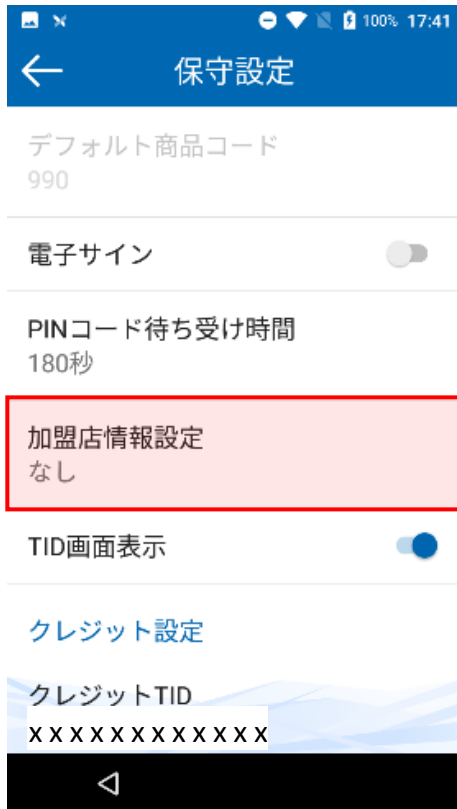 100% 17:41
保守設定
デフォルト商品コード
990
電子サイン
PINコード待ち受け時間
180秒
加盟店情報設定
なし
TID画面表示
クレジット設定
クレジットTID
xxxxxxxxxxxx